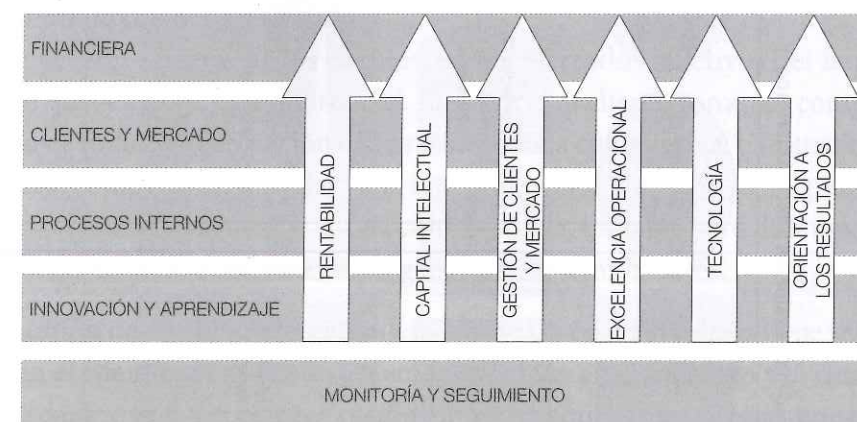 FINANCIERA
CLIENTES Y MERCADO
PROCESOS INTERNOS
INNOVACIÓN Y APRENDIZAJE
RENTABILIDAD
CAPITAL INTELECTUAL
GESTIÓN DE CLIENTES
Y MERCADO
EXCELENCIA OPERACIONAL
TECNOLOGÍA
ORIENTACIÓN A
LOS RESULTADOS
MONITORÍA Y SEGUIMIENTO